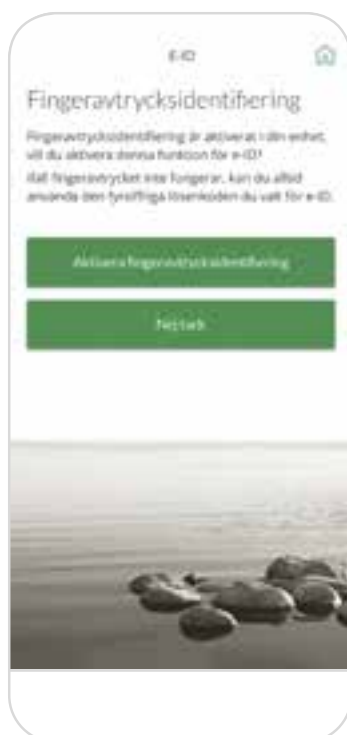 E-ID
Fingeravtrycksidentifiering
Fingeravtrycksidentifiering är aktiverat i din enhet,
vill du aktivera denna funktion för e-ID?
Ifall fingeravtrycket inte fungerar, kan du alltid
använda den fyrsiffriga lösenkoden du valt för e-ID.
Aktivera fingeravtrycksidentifiering
Nej tack